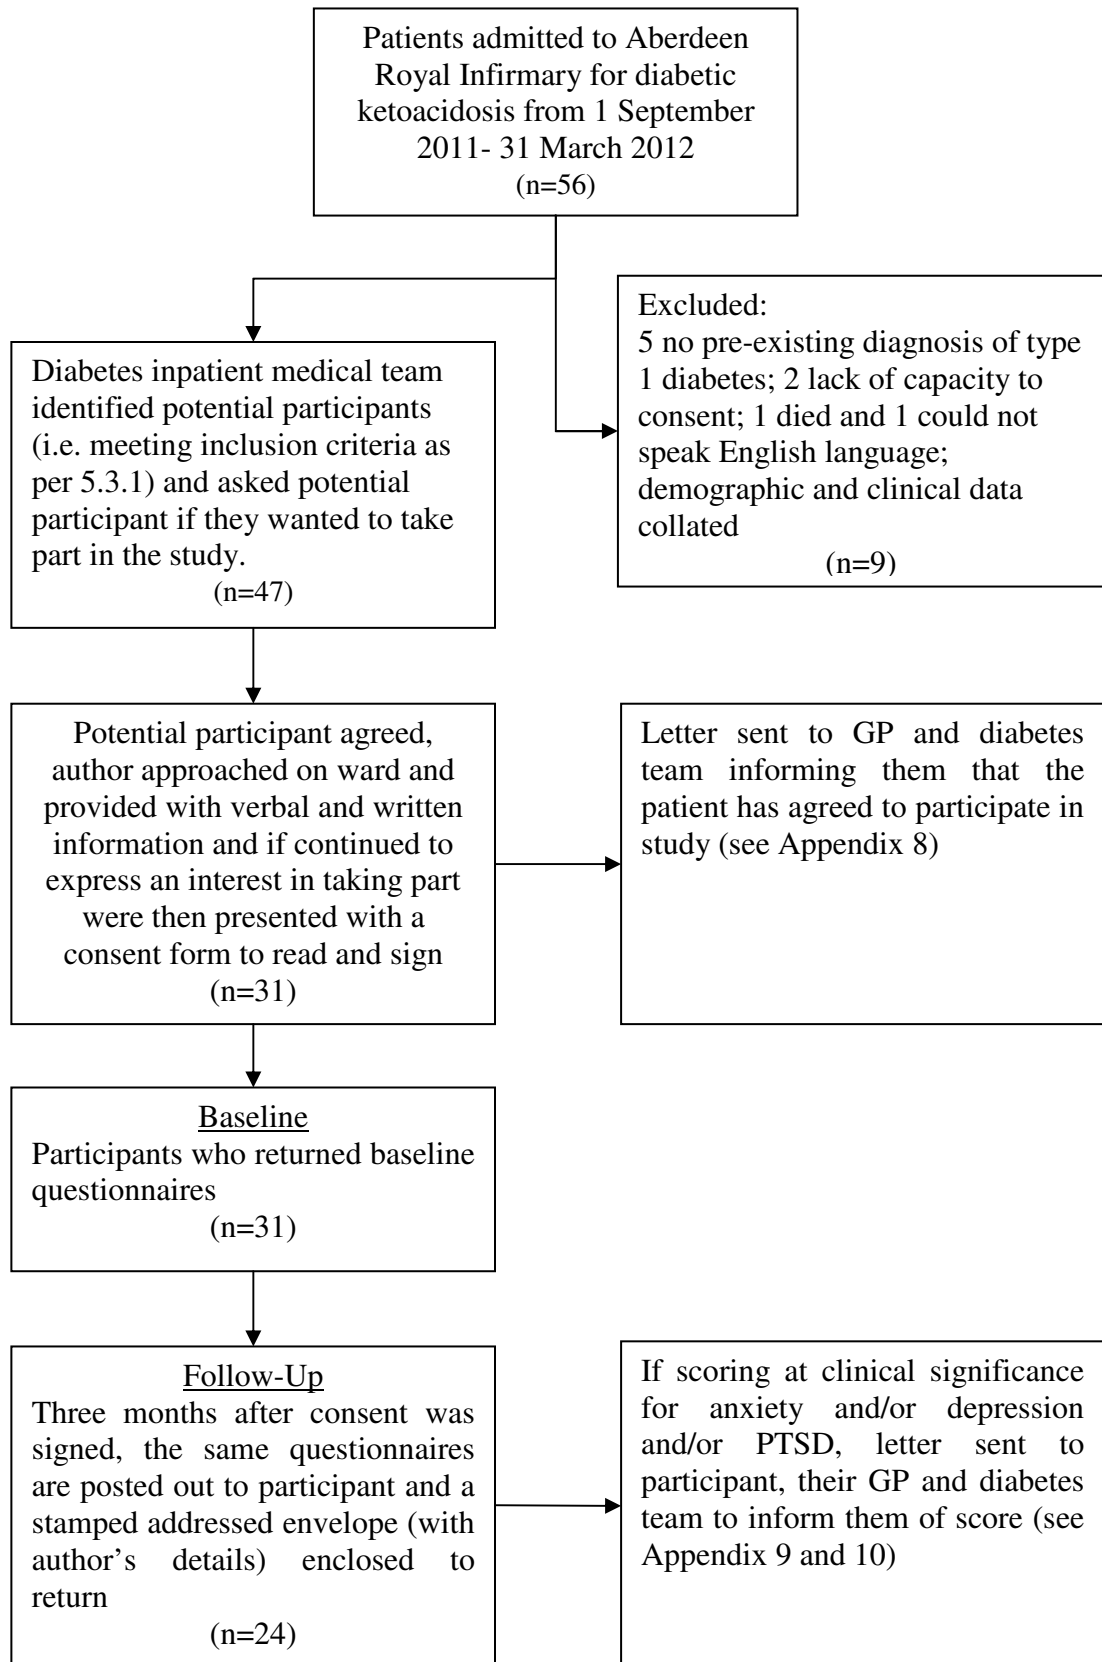 Patients admitted to Aberdeen
Royal Infirmary for diabetic
ketoacidosis from 1 September
2011- 31 March 2012
(n=56)
Excluded:
5 no pre-existing diagnosis of type
1 diabetes; 2 lack of capacity to
consent; 1 died and 1 could not
speak English language;
demographic and clinical data
collated
(n=9)
Diabetes inpatient medical team
identified potential participants
(i.e. meeting inclusion criteria as
per 5.3.1) and asked potential
participant if they wanted to take
part in the study.
(n=47)
Potential participant agreed,
author approached on ward and
provided with verbal and written
information and if continued to
express an interest in taking part
were then presented with a
consent form to read and sign
(n=31)
Letter sent to GP and diabetes
team informing them that the
patient has agreed to participate in
study (see Appendix 8)
Baseline
Participants who returned baseline
questionnaires
(n=31)
Follow-Up
Three months after consent was
signed, the same questionnaires
are posted out to participant and a
stamped addressed envelope (with
author's details) enclosed to
return
(n=24)
If scoring at clinical significance
for anxiety and/or depression
and/or PTSD, letter sent to
participant, their GP and diabetes
team to inform them of score (see
Appendix 9 and 10)